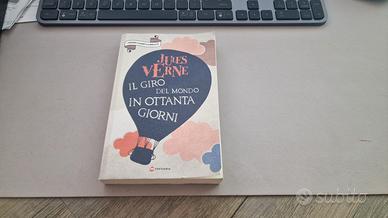 JULES
VERNE
IL GIRO
DEL MONDO
IN OTTANTA
GIORNI
subito